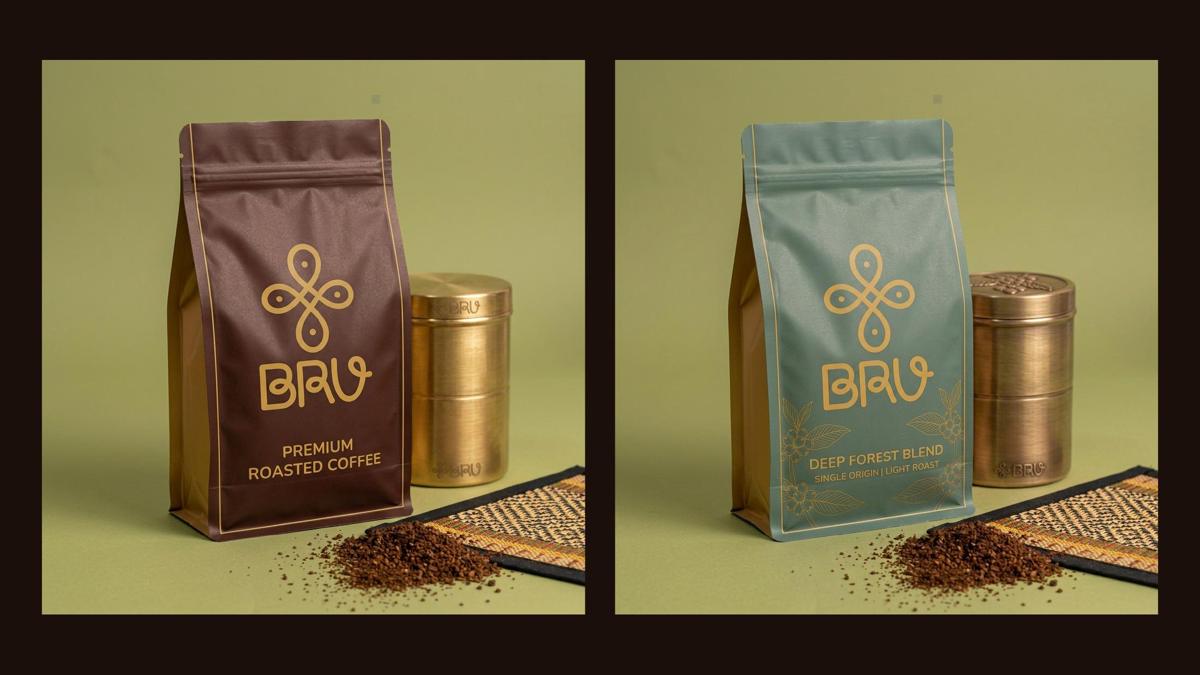 BRU
PREMIUM
ROASTED COFFEE
BRU
BRU
BRU
DEEP FOREST BLEND
SINGLE ORIGIN | LIGHT ROAST
BRU